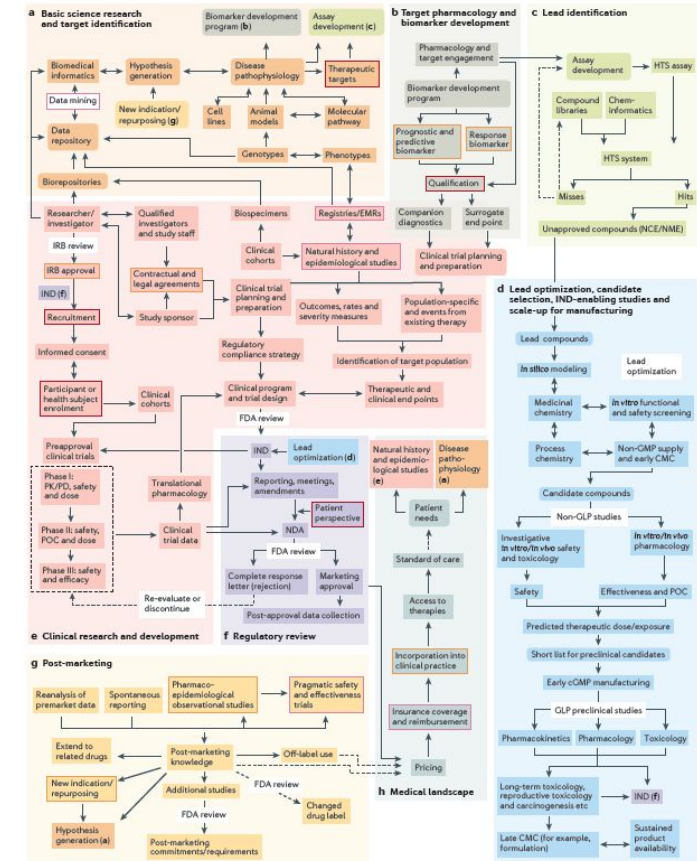 a Basic science research
and target identification
Biomarker development
program (b)
Assay
development (c)
Biomedical
informatics
Hypothesis
generation
Disease
pathophysiology
Therapeutic
targets
Data mining
New indication/
repurposing (g)
Cell
lines
Animal
models
Molecular
pathway
Data
repository
Genotypes
Phenotypes
Biorepositories
b Target pharmacology and
biomarker development
Pharmacology and
target engagement
Biomarker development
program
Prognostic and
predictive
biomarker
Response
biomarker
Qualification
Companion
diagnostics
Surrogate
end point
Clinical trial planning
and preparation
c Lead identification
Assay
development
HTS assay
Compound
libraries
Chem-
informatics
HTS system
Misses
Hits
Unapproved compounds (NCE/NME)
d Lead optimization, candidate
selection, IND-enabling studies and
scale-up for manufacturing
Lead compounds
In silico modeling
Lead
optimization
Medicinal
chemistry
In vitro functional
and safety screening
Process
chemistry
Non-GMP supply
and early CMC
Candidate compounds
Non-GLP studies
Investigative
in vitro/in vivo safety
and toxicology
In vitro/in vivo
pharmacology
Safety
Effectiveness and POC
Predicted therapeutic dose/exposure
Short list for preclinical candidates
Early cGMP manufacturing
GLP preclinical studies
Pharmacokinetics
Pharmacology
Toxicology
Long-term toxicology,
reproductive toxicology
and carcinogenesis etc
IND (f)
Late CMC (for example,
formulation)
Sustained
product
availability
Researcher/
investigator
Qualified
investigators
and study staff
Biospecimens
Registries/EMRs
IRB review
Clinical
cohorts
Natural history and
epidemiological studies
IRB approval
Contractual and
legal agreements
IND (f)
Clinical trial
planning and
preparation
Outcomes, rates and
severity measures
Population-specific
and events from
existing therapy
Recruitment
Study sponsor
Regulatory
compliance strategy
Informed consent
Identification of target population
Participant or
health subject
enrolment
Clinical
cohorts
Clinical program
and trial design
Therapeutic and
clinical end points
FDA review
Preapproval
clinical trials
Phase I:
PK/PD, safety
and dose
Phase II: safety,
POC and dose
Phase III: safety
and efficacy
Translational
pharmacology
Clinical
trial data
Re-evaluate or
discontinue
e Clinical research and development
IND
Lead
optimization (d)
Reporting, meetings,
amendments
Patient
perspective
NDA
FDA review
Complete response
letter (rejection)
Marketing
approval
Post-approval data collection
f Regulatory review
Natural history
and epidemio-
logical studies
(e)
Disease
patho-
physiology
(a)
Patient
needs
Standard of care
Access to
therapies
Incorporation into
clinical practice
Insurance coverage
and reimbursement
Pricing
h Medical landscape
g Post-marketing
Reanalysis of
premarket data
Spontaneous
reporting
Pharmaco-
epidemiological
observational studies
Pragmatic safety
and effectiveness
trials
Extend to
related drugs
Post-marketing
knowledge
Off-label use
New indication/
repurposing
Additional studies
FDA review
Changed
drug label
FDA review
Hypothesis
generation (a)
Post-marketing
commitments/requirements